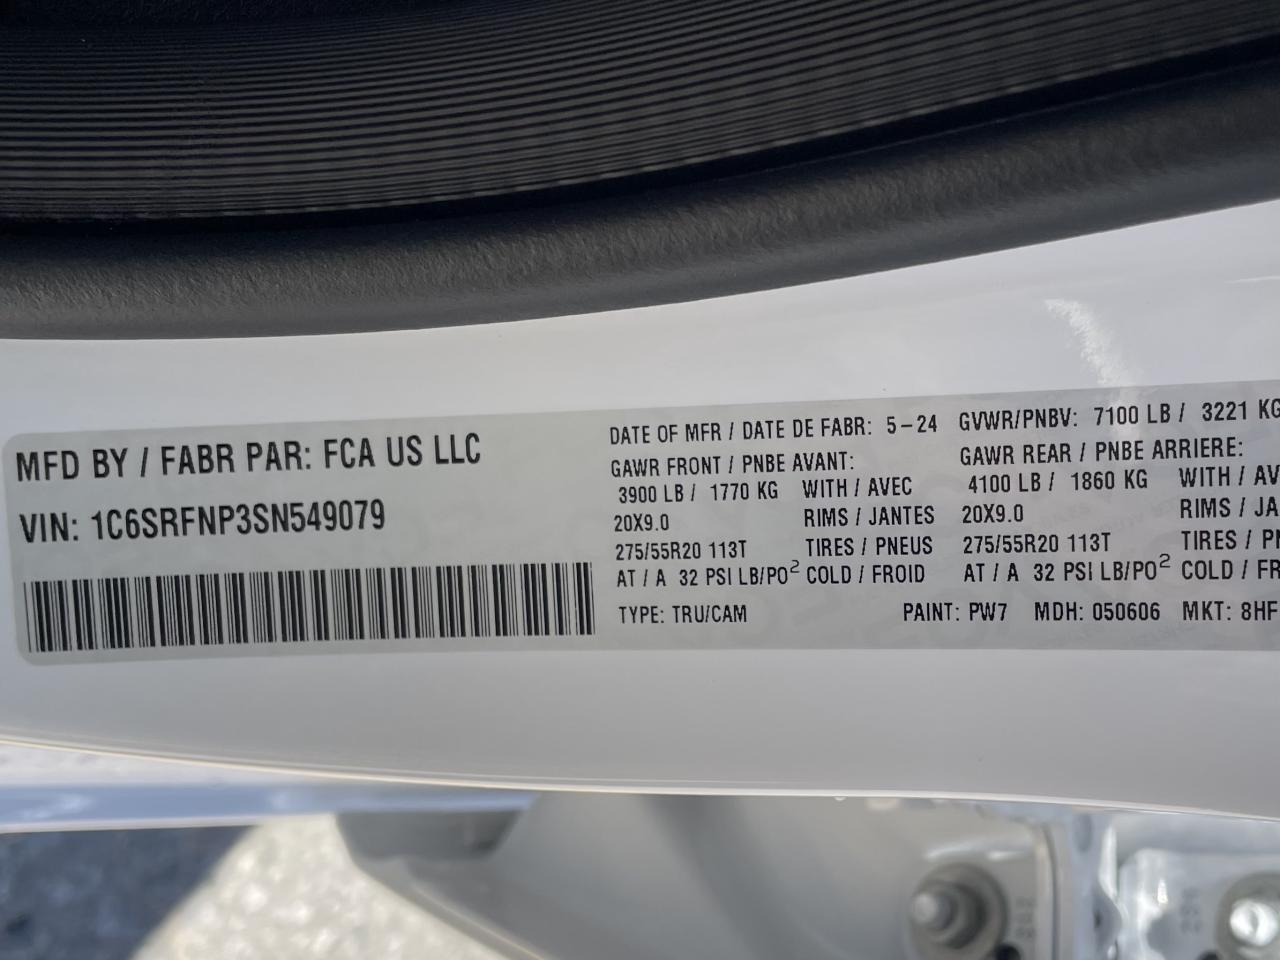 MFD BY / FABR PAR: FCA US LLC
VIN: 1C6SRFNP3SN549079
DATE OF MFR / DATE DE FABR: 5-24 GVWR/PNBV: 7100 LB / 3221 KG
GAWR FRONT / PNBE AVANT: GAWR REAR / PNBE ARRIERE:
3900 LB / 1770 KG WITH / AVEC 4100 LB / 1860 KG WITH / AV
20X9.0 RIMS / JANTES 20X9.0 RIMS / JA
275/55R20 113T TIRES / PNEUS 275/55R20 113T TIRES / PN
AT / A 32 PSI LB/PO² COLD / FROID AT / A 32 PSI LB/PO² COLD / FR
TYPE: TRU/CAM PAINT: PW7 MDH: 050606 MKT: 8HF